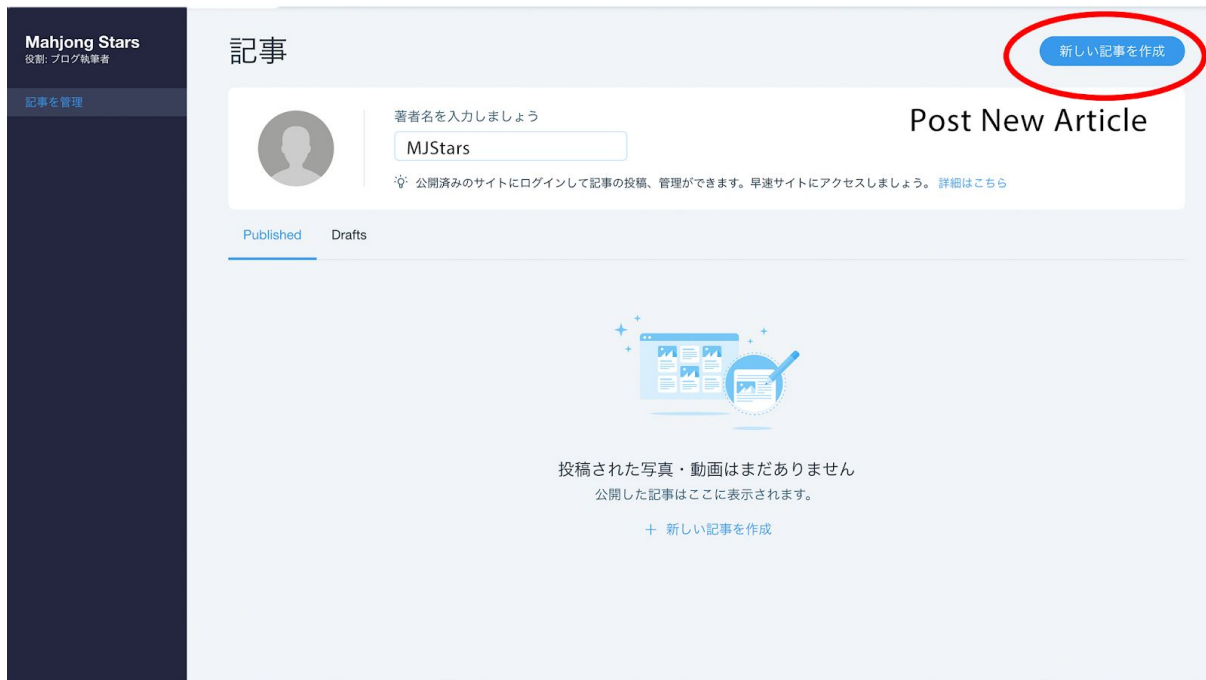 Mahjong Stars
役割: ブログ執筆者
記事を管理
記事
新しい記事を作成
Post New Article
著者名を入力しましょう
MJStars
公開済みのサイトにログインして記事の投稿、管理ができます。早速サイトにアクセスしましょう。 詳細はこちら
Published Drafts
投稿された写真・動画はまだありません
公開した記事はここに表示されます。
+ 新しい記事を作成